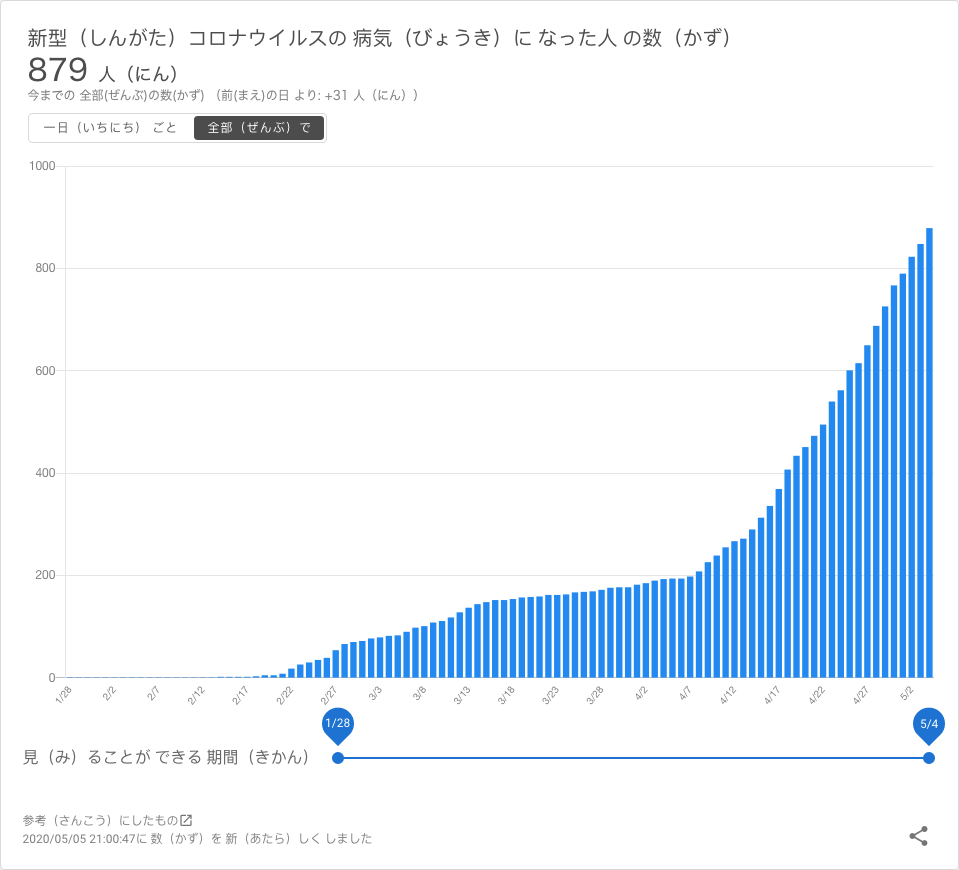 新型（しんがた）コロナウイルスの 病気（びょうき）に なった人 の数（かず）
879 人（にん）
今までの 全部(ぜんぶ)の数(かず) （前(まえ)の日 より: +31 人（にん））
一日（いちにち） ごと 全部（ぜんぶ）で
1000
800
600
400
200
0
1/28 2/2 2/7 2/12 2/17 2/22 2/27 3/3 3/8 3/13 3/18 3/23 3/28 4/2 4/7 4/12 4/17 4/22 4/27 5/2
1/28 5/4
見（み）ることが できる 期間（きかん）
参考（さんこう）にしたもの
2020/05/05 21:00:47に 数（かず）を 新（あたら）しく しました